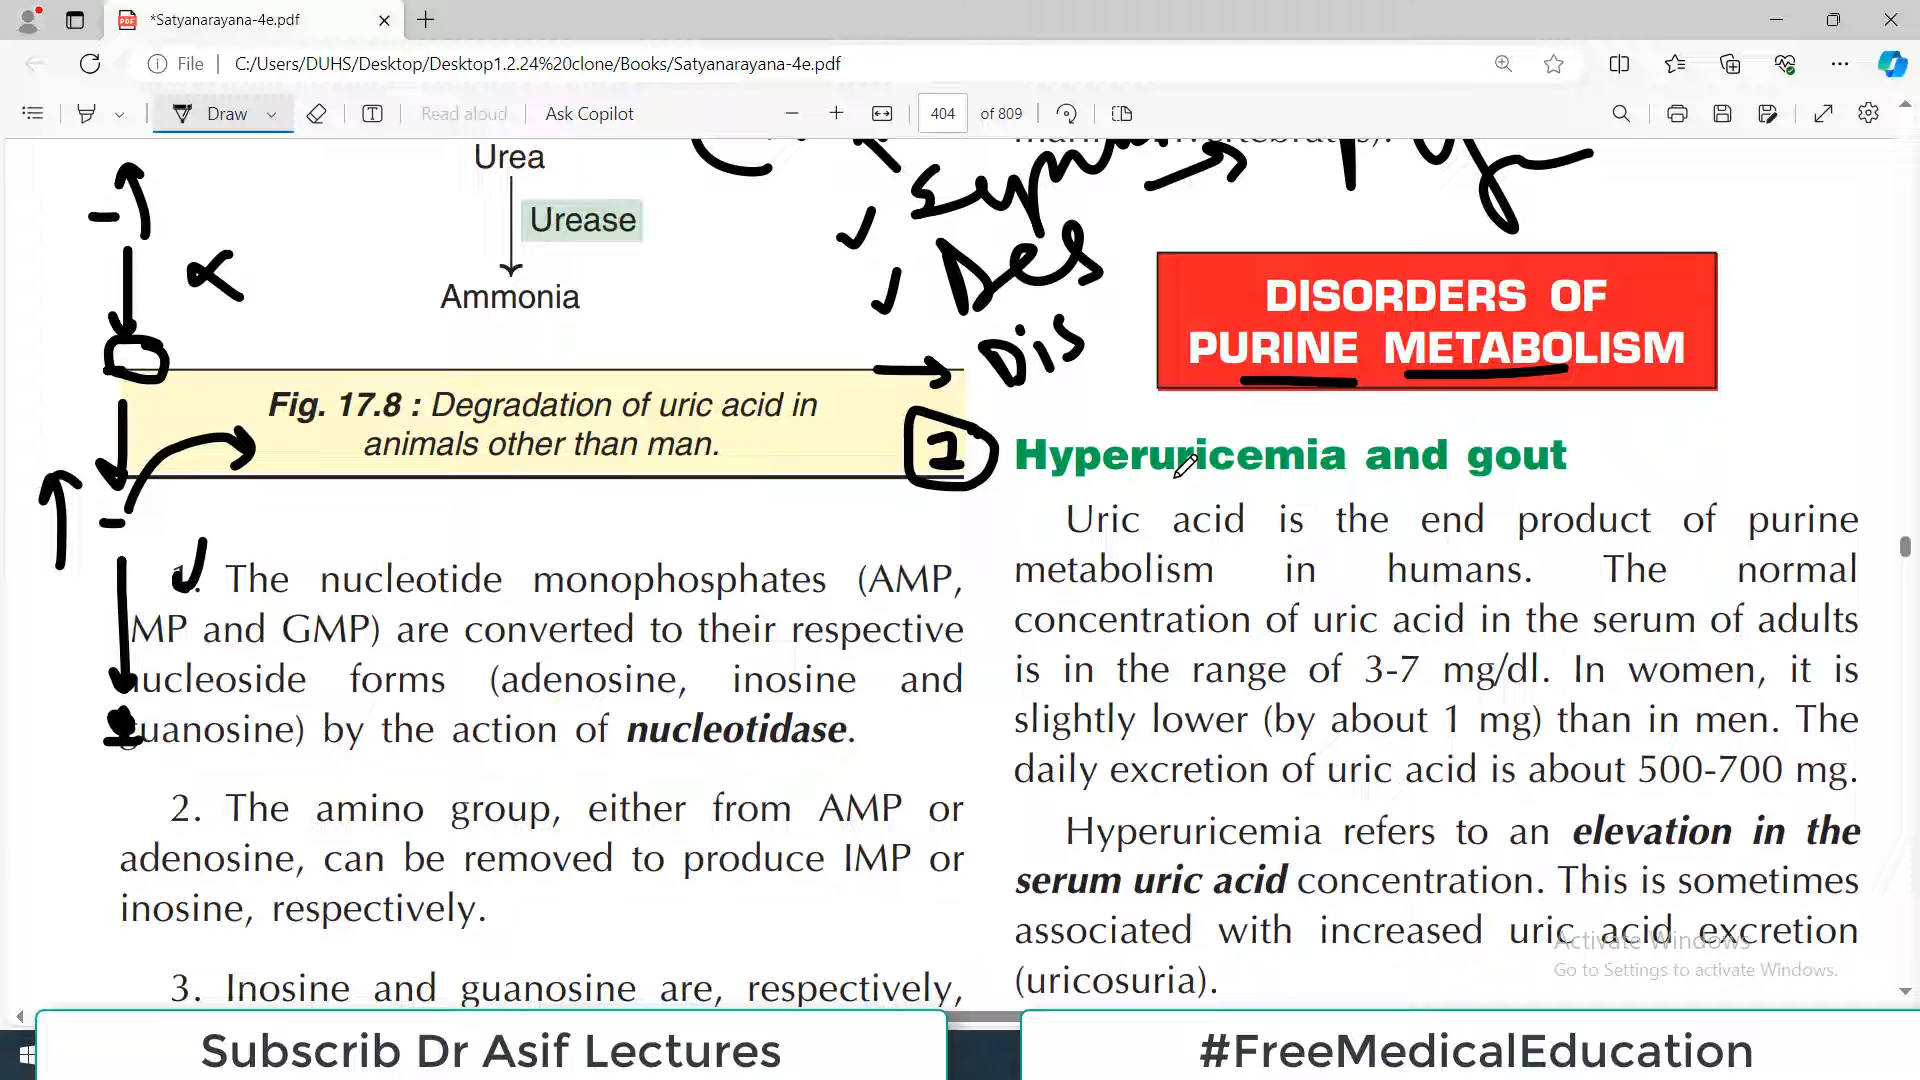 *Satyanarayana-4e.pdf
File
C:/Users/DUHS/Desktop/Desktop1.2.24%20clone/Books/Satyanarayana-4e.pdf
Draw
Read aloud
Ask Copilot
404 of 809
Urea
Urease
Ammonia
Fig. 17.8 : Degradation of uric acid in
animals other than man.
1. The nucleotide monophosphates (AMP,
IMP and GMP) are converted to their respective
nucleoside forms (adenosine, inosine and
guanosine) by the action of nucleotidase.
2. The amino group, either from AMP or
adenosine, can be removed to produce IMP or
inosine, respectively.
3. Inosine and guanosine are, respectively,
Des
Dis
DISORDERS OF
PURINE METABOLISM
Hyperuricemia and gout
Uric acid is the end product of purine
metabolism in humans. The normal
concentration of uric acid in the serum of adults
is in the range of 3-7 mg/dl. In women, it is
slightly lower (by about 1 mg) than in men. The
daily excretion of uric acid is about 500-700 mg.
Hyperuricemia refers to an elevation in the
serum uric acid concentration. This is sometimes
associated with increased uric acid excretion
(uricosuria).
Activate Windows
Go to Settings to activate Windows.
Subscrib Dr Asif Lectures
#FreeMedicalEducation